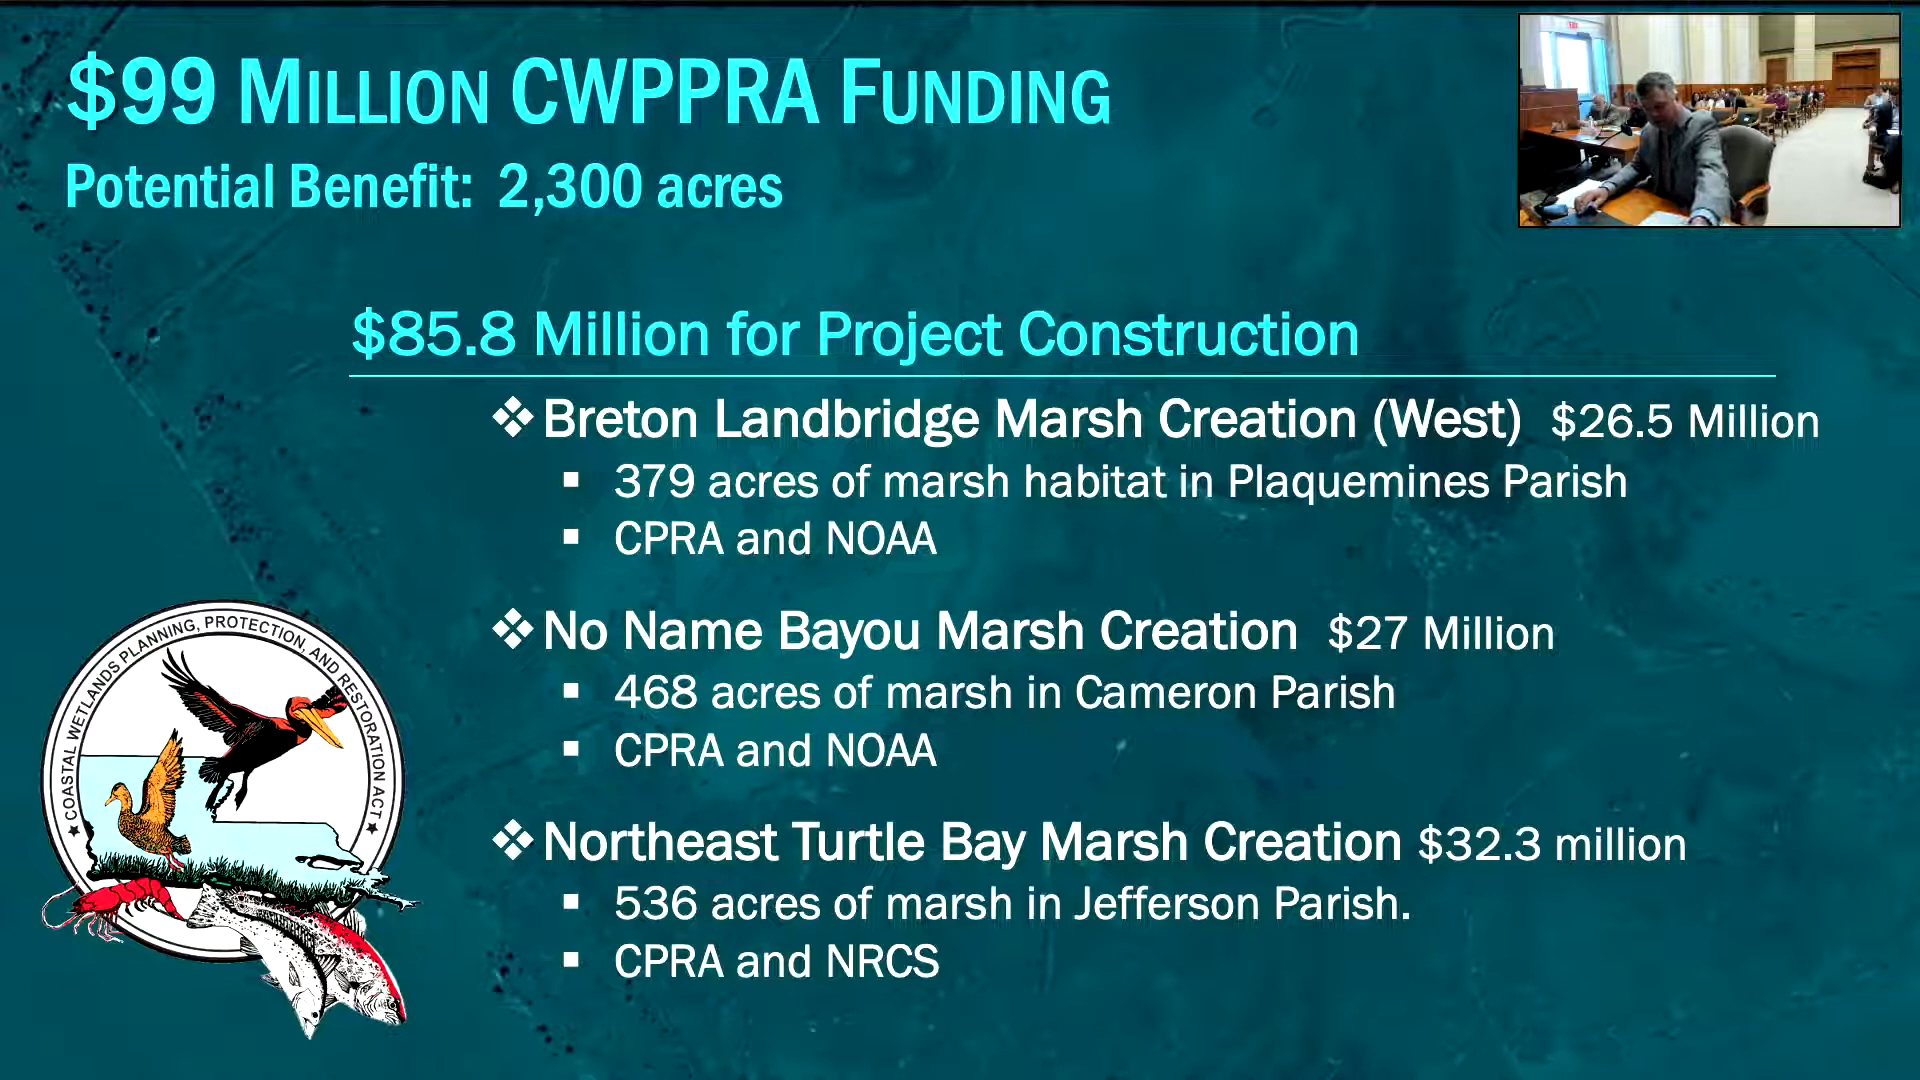 $99 MILLION CWPPRA FUNDING
Potential Benefit: 2,300 acres
$85.8 Million for Project Construction
❖Breton Landbridge Marsh Creation (West) $26.5 Million
▪ 379 acres of marsh habitat in Plaquemines Parish
▪ CPRA and NOAA
❖No Name Bayou Marsh Creation $27 Million
▪ 468 acres of marsh in Cameron Parish
▪ CPRA and NOAA
❖Northeast Turtle Bay Marsh Creation $32.3 million
▪ 536 acres of marsh in Jefferson Parish.
▪ CPRA and NRCS
★ COASTAL WETLANDS PLANNING, PROTECTION, AND RESTORATION ACT ★